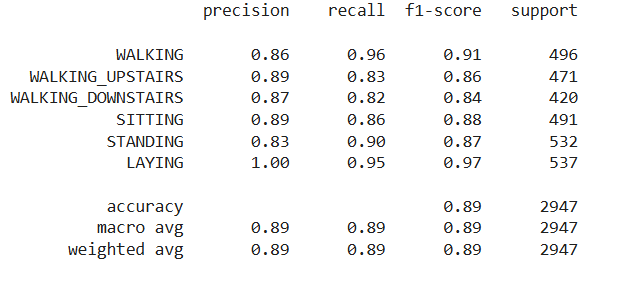 precision recall f1-score support
WALKING 0.86 0.96 0.91 496
WALKING_UPSTAIRS 0.89 0.83 0.86 471
WALKING_DOWNSTAIRS 0.87 0.82 0.84 420
SITTING 0.89 0.86 0.88 491
STANDING 0.83 0.90 0.87 532
LAYING 1.00 0.95 0.97 537
accuracy 0.89 2947
macro avg 0.89 0.89 0.89 2947
weighted avg 0.89 0.89 0.89 2947